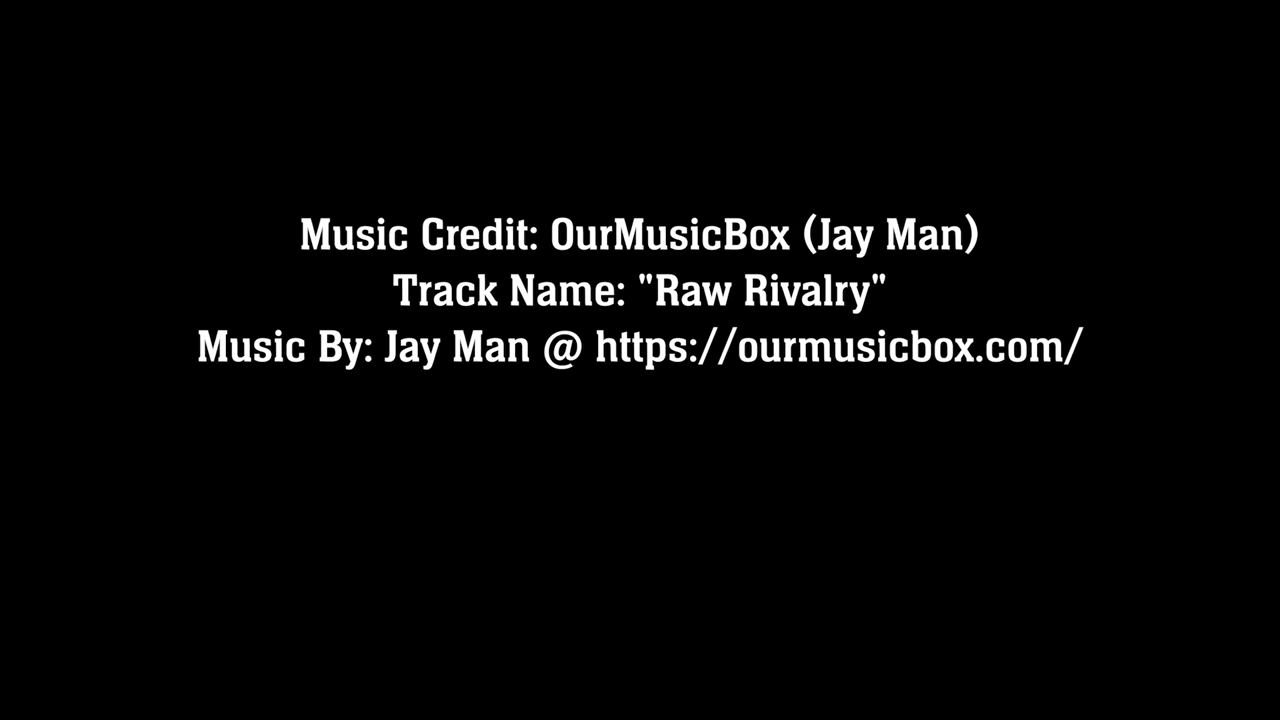 Music Credit: OurMusicBox (Jay Man)
Track Name: "Raw Rivalry"
Music By: Jay Man @ https://ourmusicbox.com/